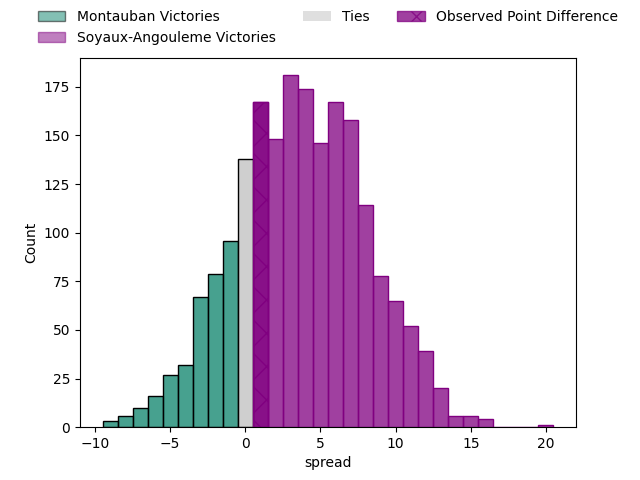 Montauban Victories
Soyaux-Angouleme Victories
Ties
Observed Point Difference
Count
175
150
125
100
75
50
25
0
−10
−5
0
5
10
15
20
spread